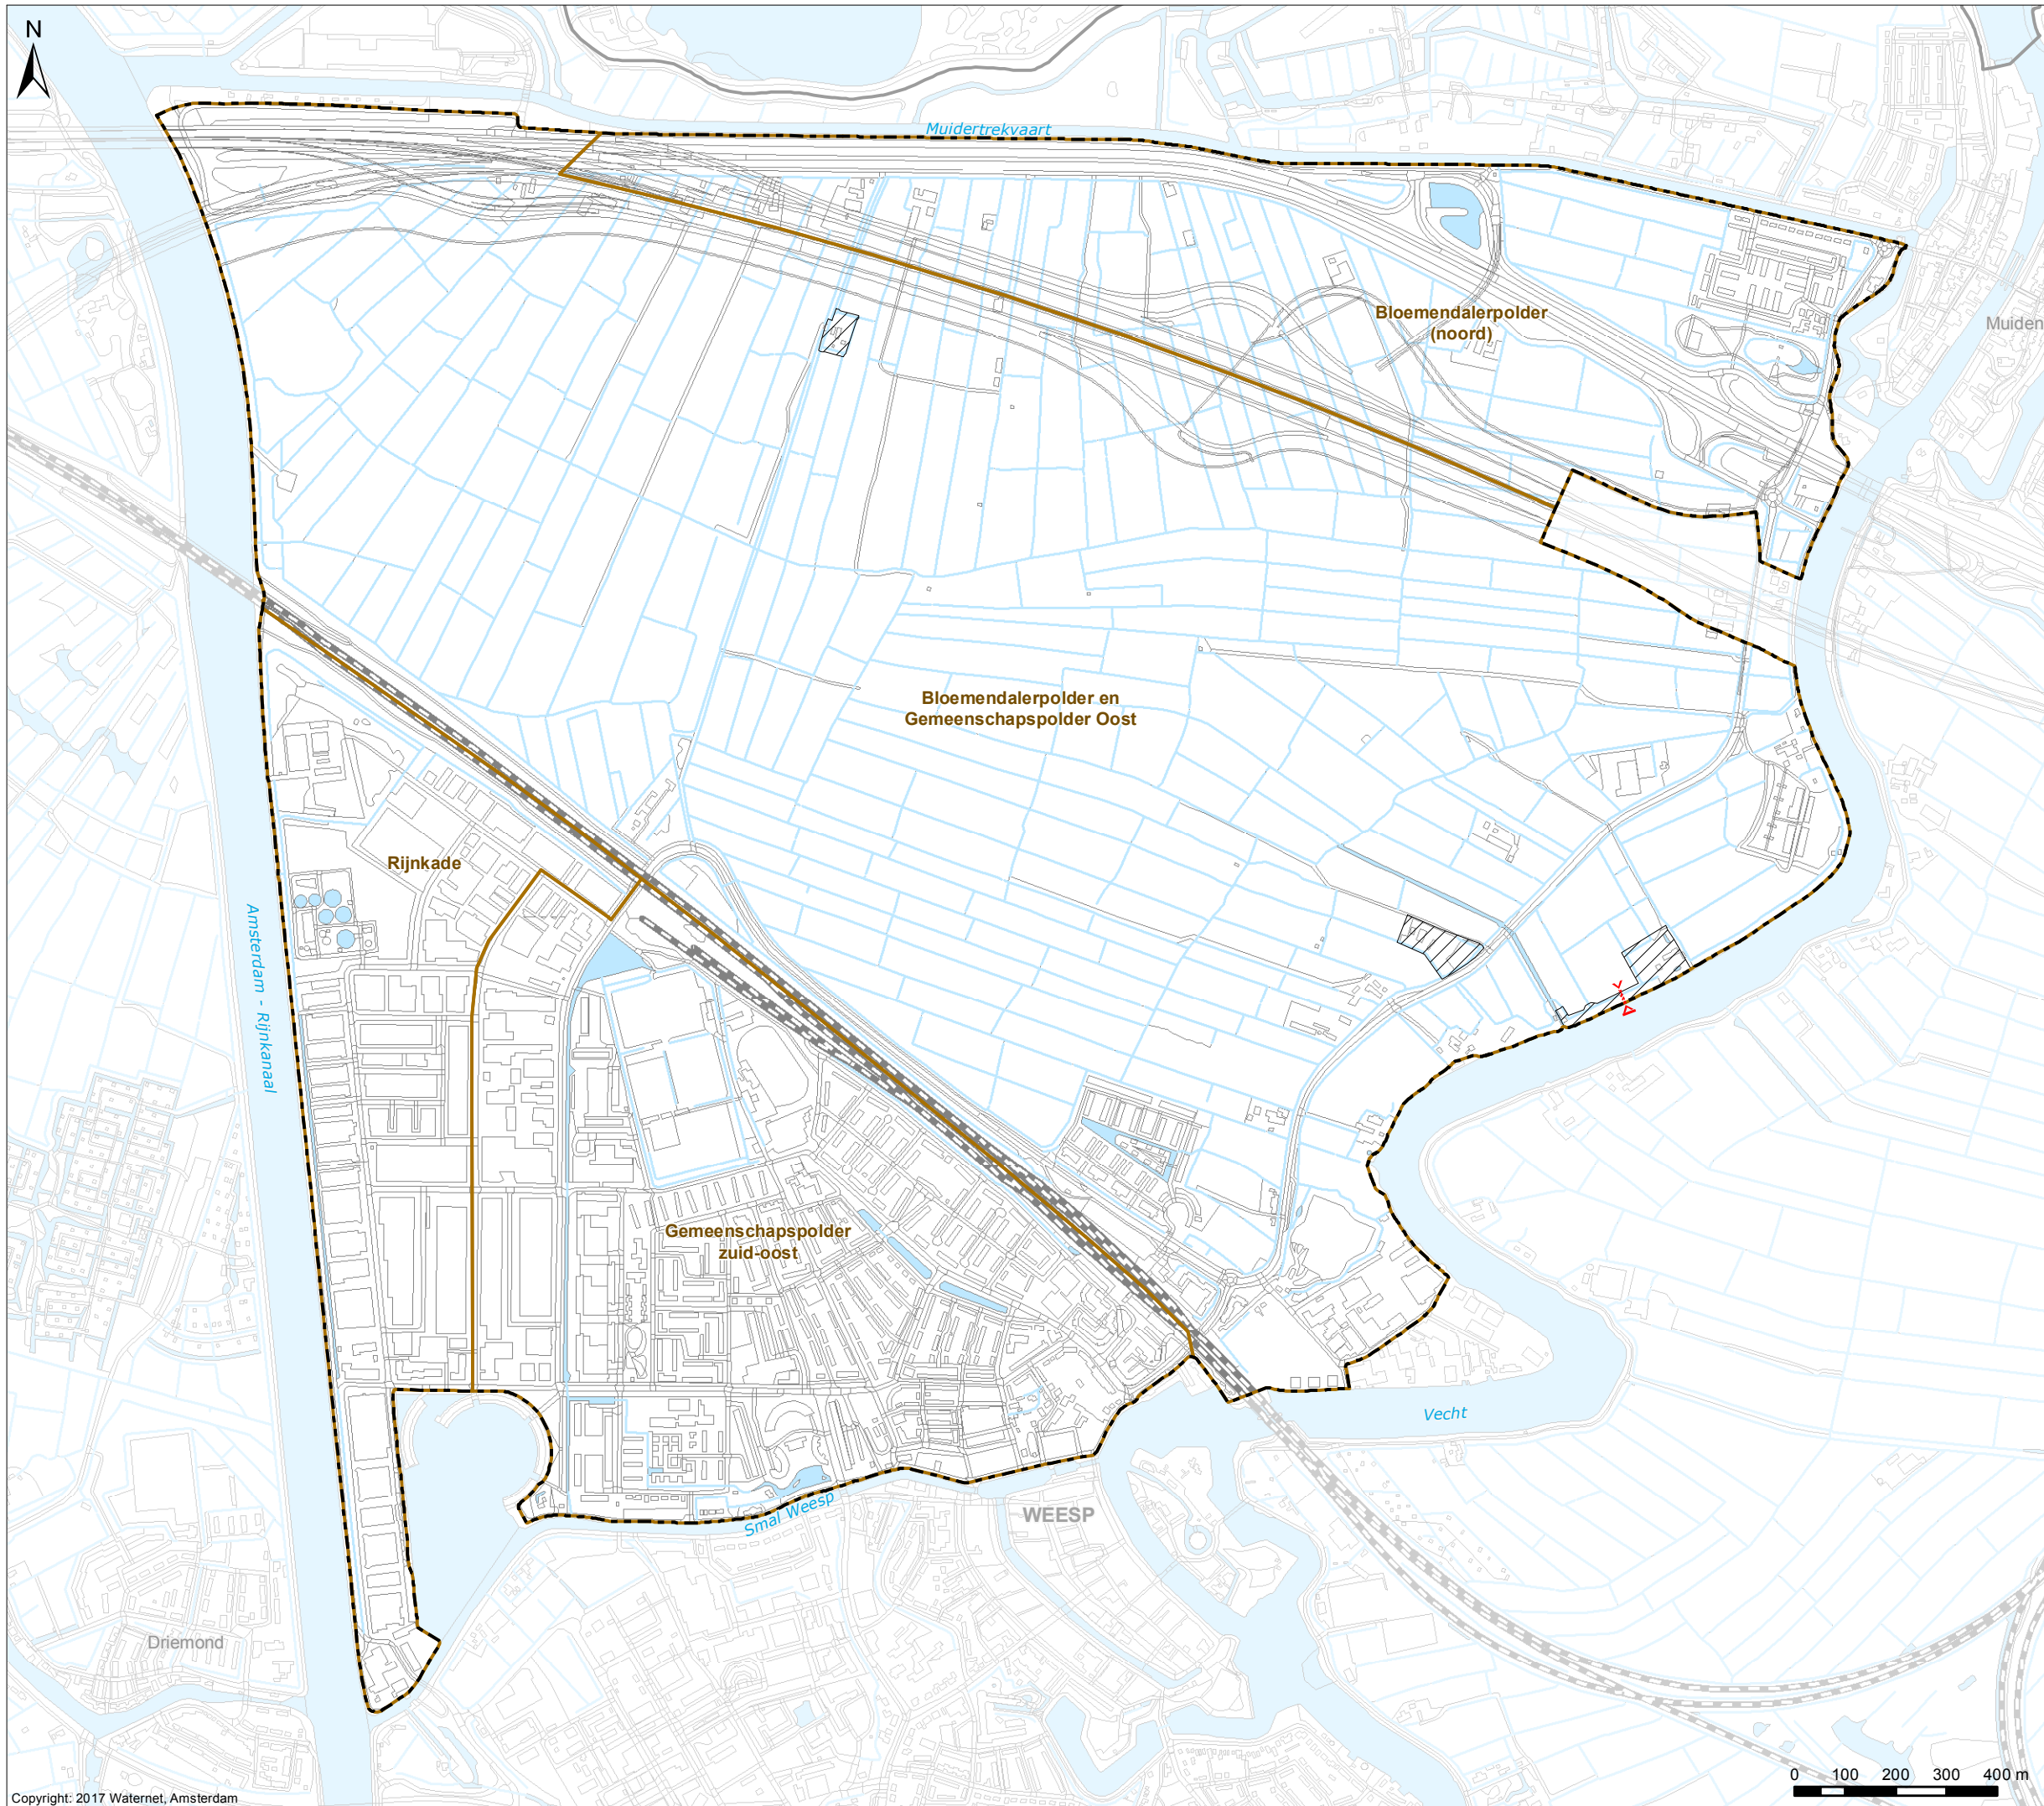 N
Muidertrekvaart
Bloemendalerpolder
(noord)
Muiden
Bloemendalerpolder en
Gemeenschapspolder Oost
Rijnkade
Amsterdam - Rijnkanaal
Gemeenschapspolder
zuid-oost
Vecht
Smal Weesp
WEESP
Driemond
0 100 200 300 400 m
Copyright: 2017 Waternet, Amsterdam